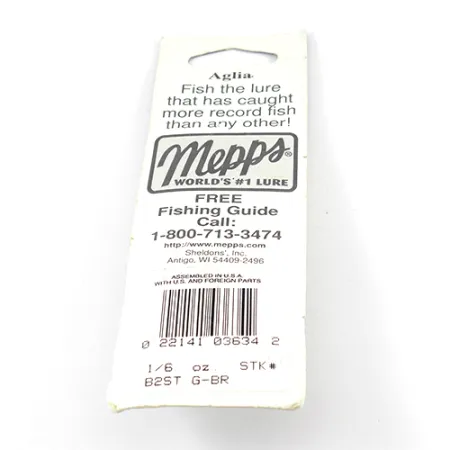 Aglia®
Fish the lure
that has caught
more record fish
than any other!
Mepps®
WORLD'S #1 LURE
FREE
Fishing Guide
Call:
1-800-713-3474
http://www.mepps.com
Sheldons', Inc.
Antigo, WI 54409-2496
ASSEMBLED IN U.S.A.
WITH U.S. AND FOREIGN PARTS
0 22141 03634 2
1/6 oz STK#
B2ST G-BR